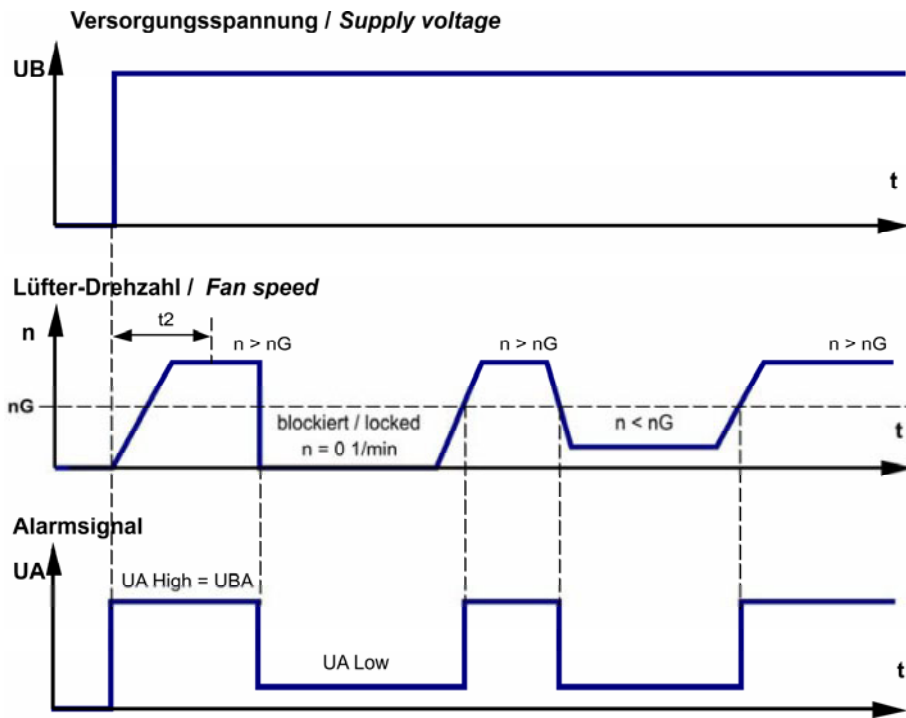 Versorgungsspannung / Supply voltage
UB
t
Lüfter-Drehzahl / Fan speed
n
t2
n > nG
n > nG
n > nG
nG
blockiert / locked
n = 0 1/min
n < nG
t
Alarmsignal
UA
UA High = UBA
UA Low
t